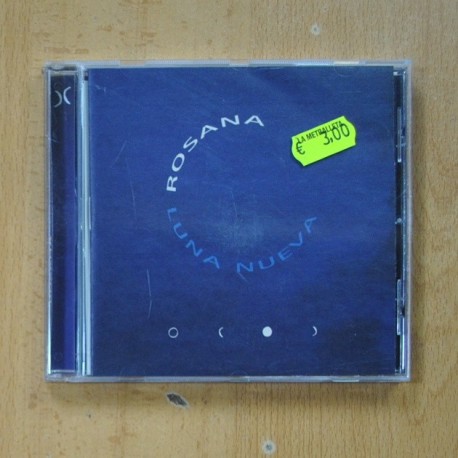 ROSANA
LUNA NUEVA
LA METRALLETA
€ 3,00